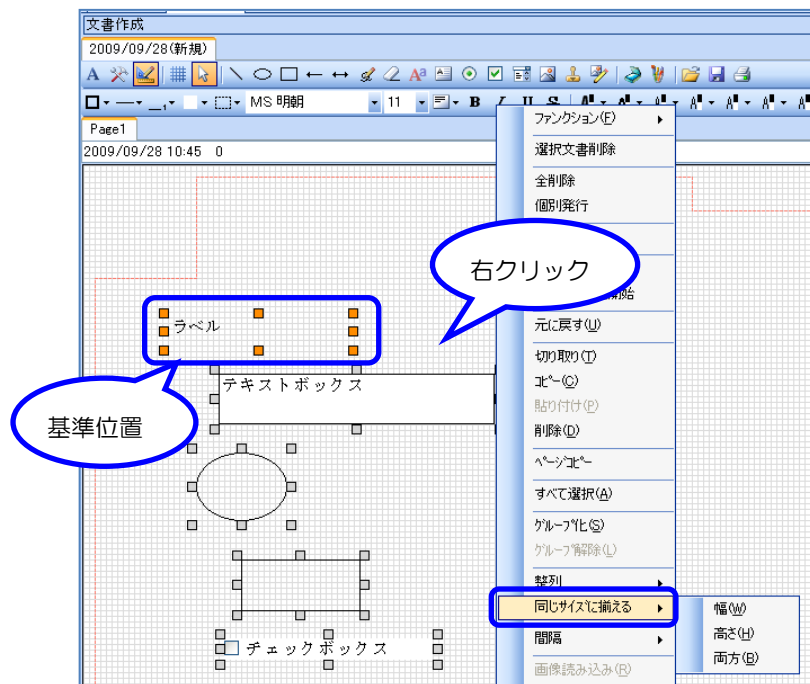 文書作成
2009/09/28(新規)
MS 明朝
11
B
I
U
S
Page1
2009/09/28 10:45 0
ファンクション(F)
選択文書削除
全削除
個別発行
右クリック
開始
元に戻す(U)
切り取り(T)
コピー(C)
貼り付け(P)
削除(D)
ページコピー
すべて選択(A)
グループ化(S)
グループ解除(L)
整列
同じサイズに揃える
幅(W)
高さ(H)
両方(B)
間隔
画像読み込み(R)
ラベル
テキストボックス
基準位置
チェックボックス